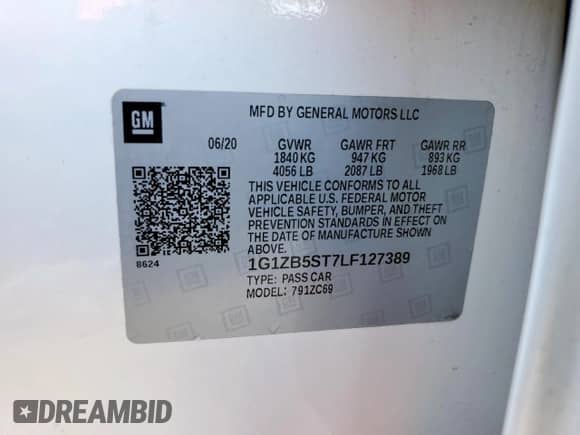 GM
MFD BY GENERAL MOTORS LLC
06/20 GVWR GAWR FRT GAWR RR
1840 KG 947 KG 893 KG
4056 LB 2087 LB 1968 LB
THIS VEHICLE CONFORMS TO ALL
APPLICABLE U.S. FEDERAL MOTOR
VEHICLE SAFETY, BUMPER, AND THEFT
PREVENTION STANDARDS IN EFFECT ON
THE DATE OF MANUFACTURE SHOWN
ABOVE.
8624
1G1ZB5ST7LF127389
TYPE: PASS CAR
MODEL: 791ZC69
DREAMBID